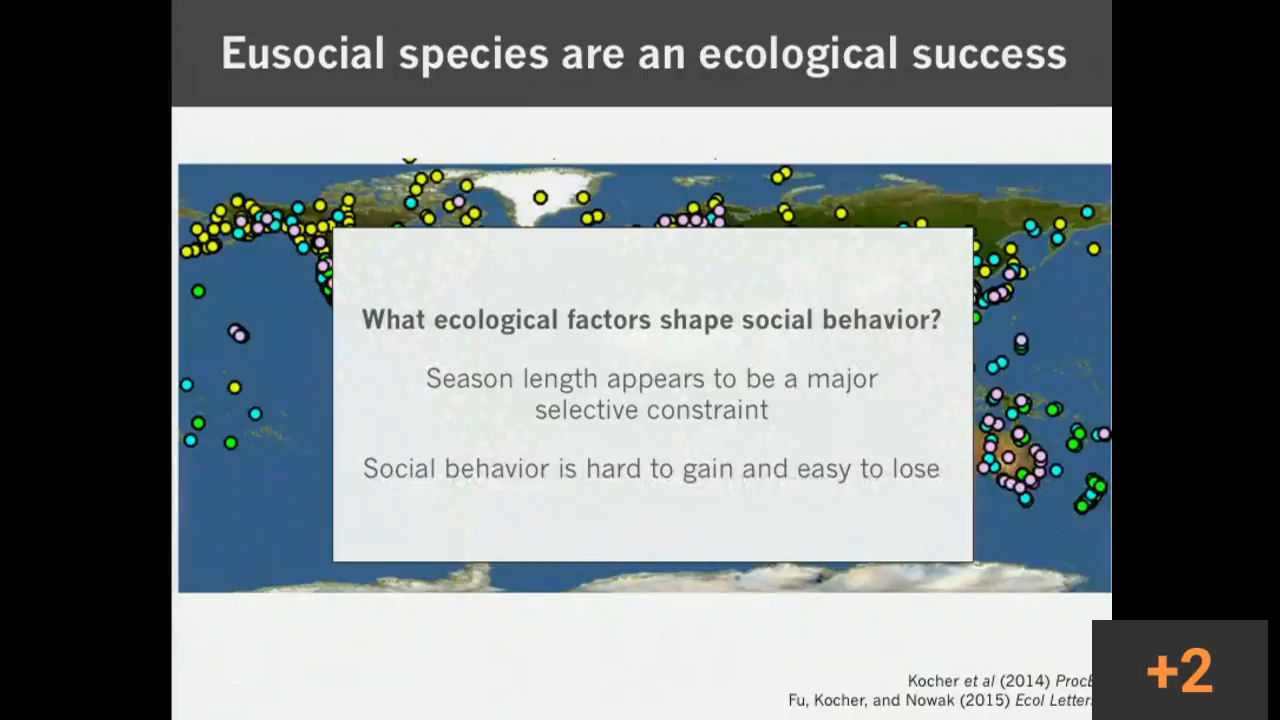 Eusocial species are an ecological success
What ecological factors shape social behavior?
Season length appears to be a major
selective constraint
Social behavior is hard to gain and easy to lose
Kocher et al (2014)
Fu, Kocher, and Nowak (2015) Ecol Letters
+2